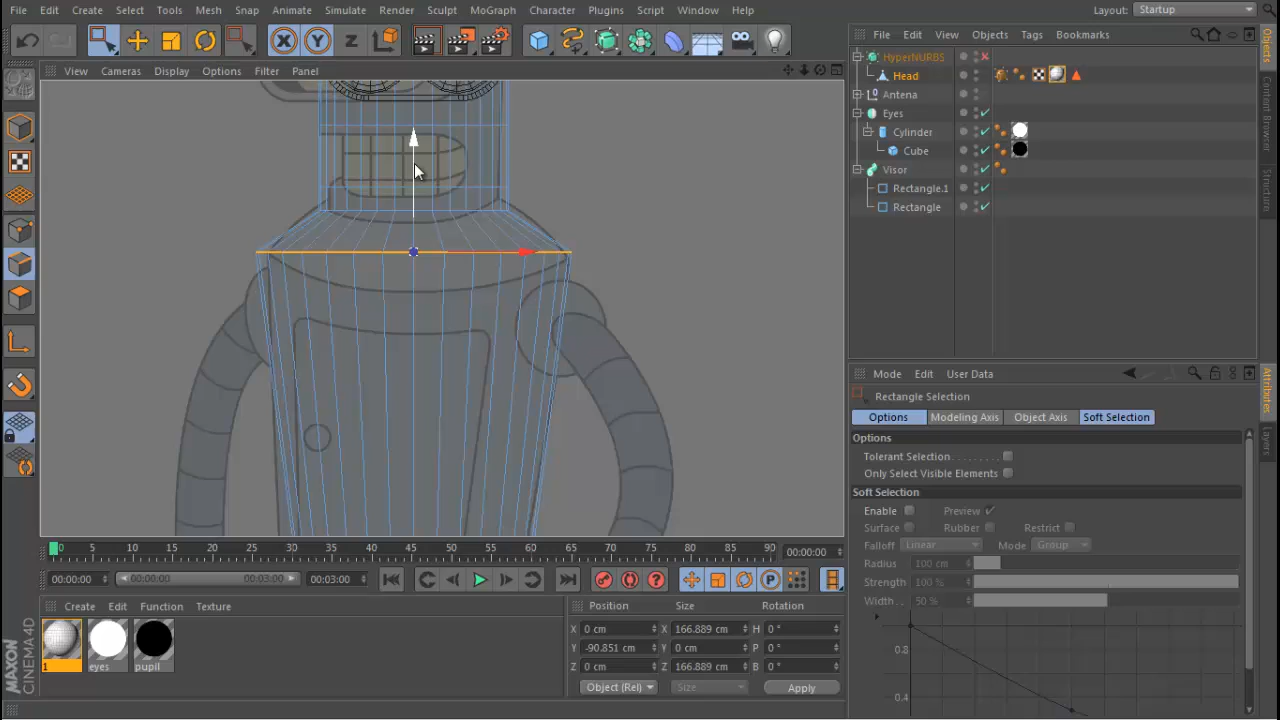 File Edit Create Select Tools Mesh Snap Animate Simulate Render Sculpt MoGraph Character Plugins Script Window Help
Layout: Startup
View Cameras Display Options Filter Panel
File Edit View Objects Tags Bookmarks
HyperNURBS
Head
Antena
Eyes
Cylinder
Cube
Visor
Rectangle.1
Rectangle
Objects
Content Browser
Structure
Mode Edit User Data
Rectangle Selection
Options Modeling Axis Object Axis Soft Selection
Options
Tolerant Selection
Only Select Visible Elements
Soft Selection
Enable Preview
Surface Rubber Restrict
Falloff Linear Mode Group
Radius 100 cm
Strength 100 %
Width . . 50 %
0.8
0.4
Attributes
Layers
0 5 10 15 20 25 30 35 40 45 50 55 60 65 70 75 80 85 90 00:00:00
00:00:00 00:00:00 00:03:00 00:03:00
Create Edit Function Texture
1 eyes pupil
Position Size Rotation
X 0 cm X 166.889 cm H 0 °
Y -90.851 cm Y 0 cm P 0 °
Z 0 cm Z 166.889 cm B 0 °
Object (Rel) Size Apply
MAXON
CINEMA4D